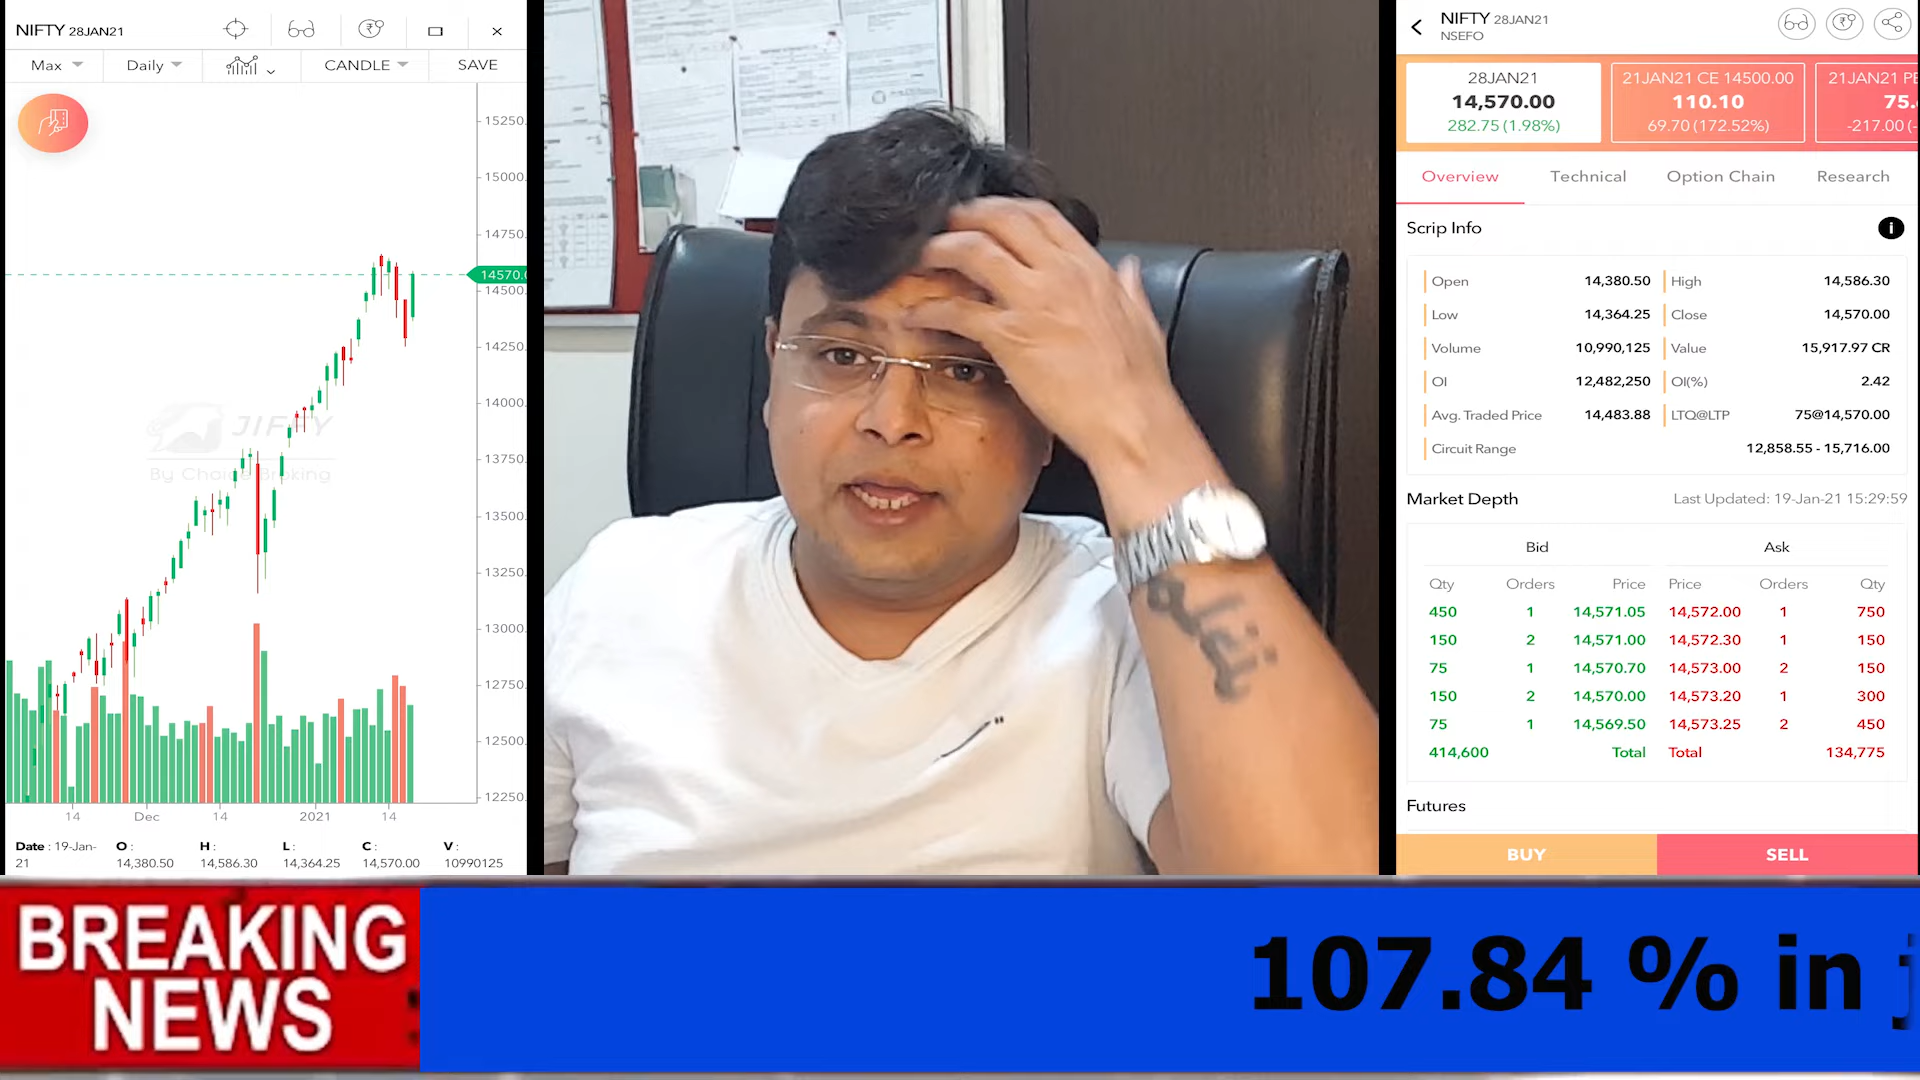 NIFTY 28JAN21
Max Daily CANDLE SAVE
15250
15000
14750
14570.0
14500
14250
14000
13750
13500
13250
13000
12750
12500
12250
JIFFY
By Choice Broking
14 Dec 14 2021 14
Date : 19-Jan-21 O : 14,380.50 H : 14,586.30 L : 14,364.25 C : 14,570.00 V : 10990125
NIFTY 28JAN21
NSEFO
28JAN21 21JAN21 CE 14500.00 21JAN21 PE
14,570.00 110.10 75.
282.75 (1.98%) 69.70 (172.52%) -217.00 (-
Overview Technical Option Chain Research
Scrip Info
Open 14,380.50 High 14,586.30
Low 14,364.25 Close 14,570.00
Volume 10,990,125 Value 15,917.97 CR
OI 12,482,250 OI(%) 2.42
Avg. Traded Price 14,483.88 LTQ@LTP 75@14,570.00
Circuit Range 12,858.55 - 15,716.00
Market Depth Last Updated: 19-Jan-21 15:29:59
Bid Ask
Qty Orders Price Price Orders Qty
450 1 14,571.05 14,572.00 1 750
150 2 14,571.00 14,572.30 1 150
75 1 14,570.70 14,573.00 2 150
150 2 14,570.00 14,573.20 1 300
75 1 14,569.50 14,573.25 2 450
414,600 Total Total 134,775
Futures
BUY SELL
BREAKING
NEWS
107.84 % in j